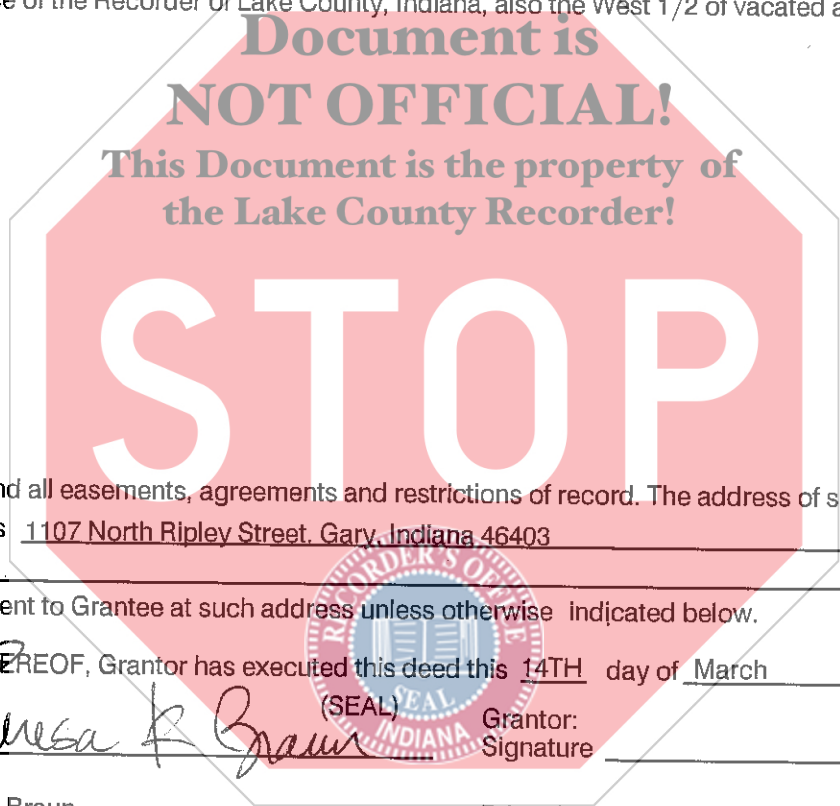 e of the Recorder of Lake County, Indiana, also the West 1/2 of vacated a
Document is
NOT OFFICIAL!
This Document is the property of
the Lake County Recorder!
STOP
nd all easements, agreements and restrictions of record. The address of s
s 1107 North Ripley Street, Gary, Indiana 46403
ent to Grantee at such address unless otherwise indicated below.
EREOF, Grantor has executed this deed this 14TH day of March
RECORDER'S OFFICE
SEAL
INDIANA
(SEAL)
Grantor:
eresa R Braun
Signature
Braun